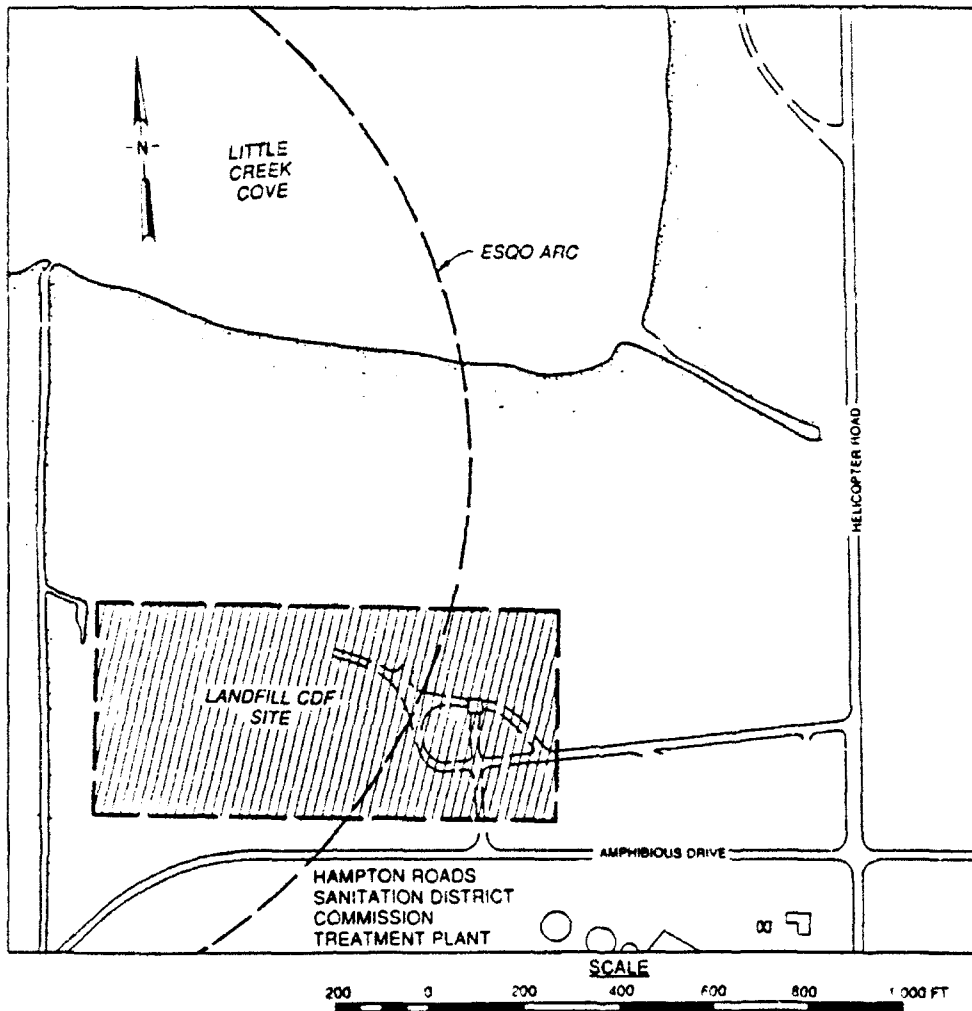 -N-
LITTLE
CREEK
COVE
ESQO ARC
HELICOPTER ROAD
LANDFILL CDF
SITE
AMPHIBIOUS DRIVE
HAMPTON ROADS
SANITATION DISTRICT
COMMISSION
TREATMENT PLANT
SCALE
200 0 200 400 600 800 1 000 FT